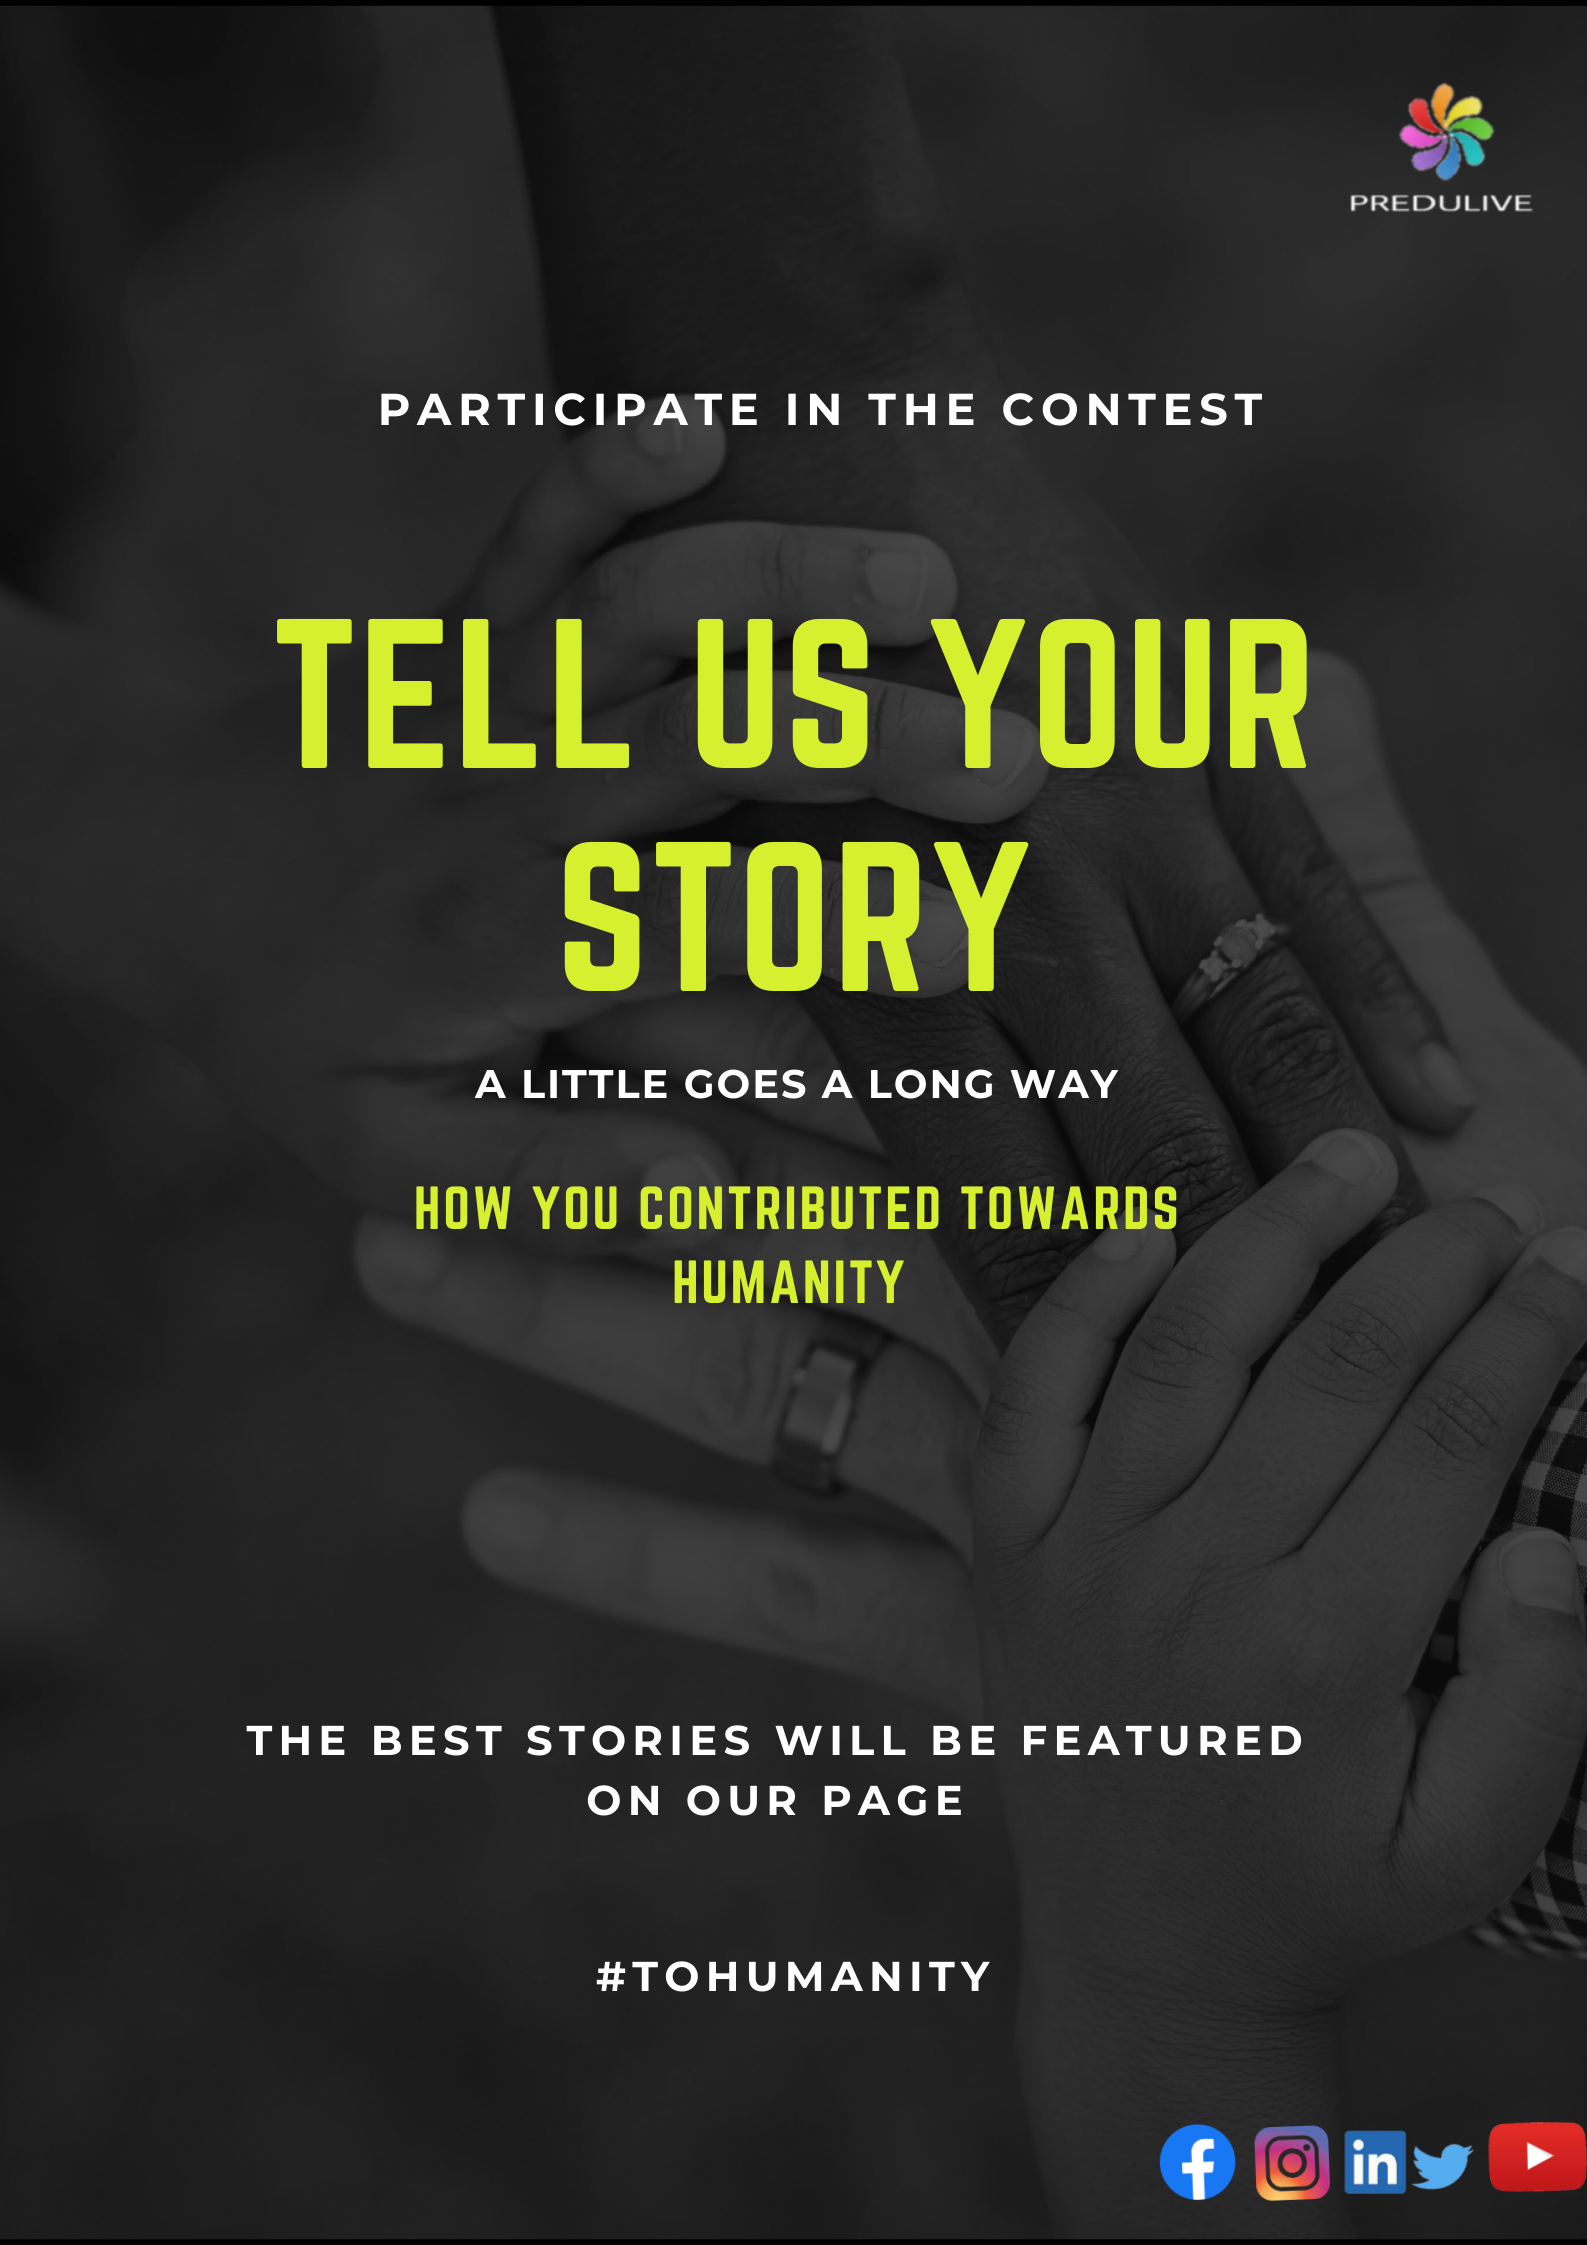 PREDULIVE
PARTICIPATE IN THE CONTEST
TELL US YOUR
STORY
A LITTLE GOES A LONG WAY
HOW YOU CONTRIBUTED TOWARDS
HUMANITY
THE BEST STORIES WILL BE FEATURED
ON OUR PAGE
#TOHUMANITY